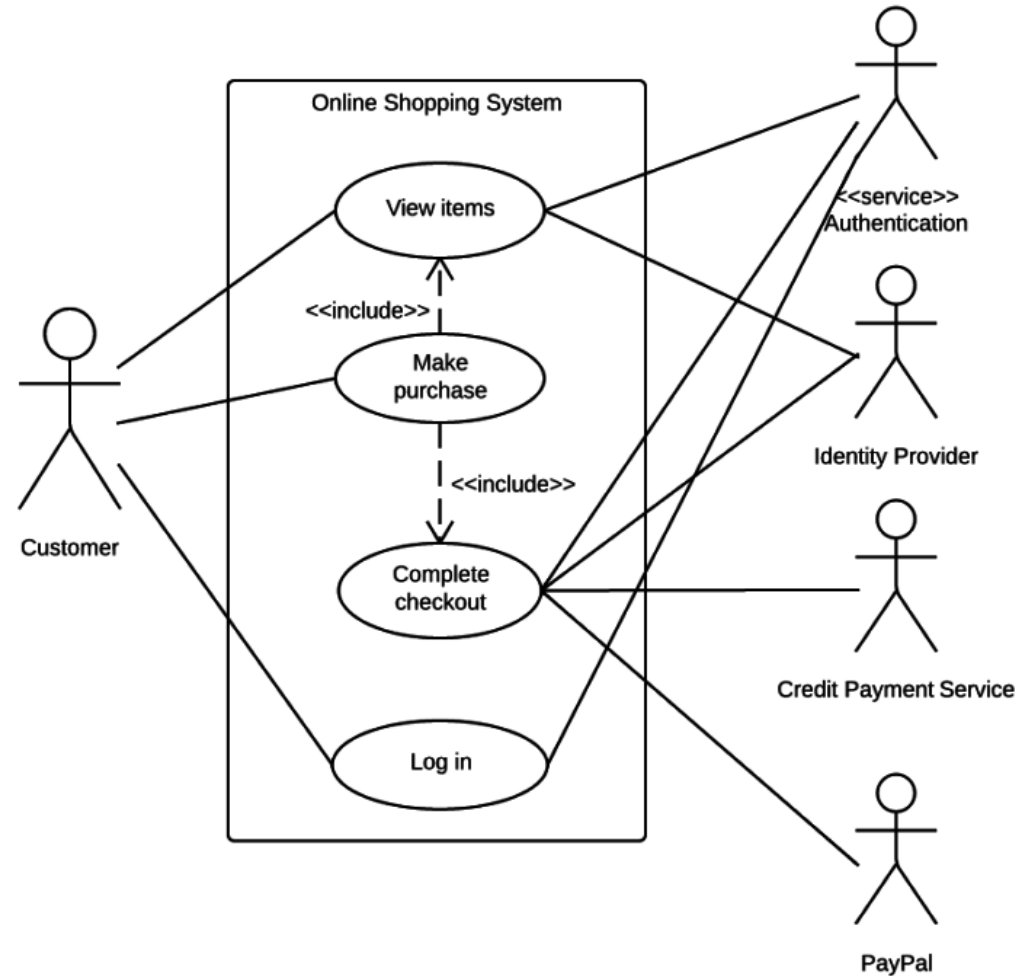 Online Shopping System
View items
<<service>>
Authentication
<<include>>
Make
purchase
Identity Provider
<<include>>
Customer
Complete
checkout
Credit Payment Service
Log in
PayPal